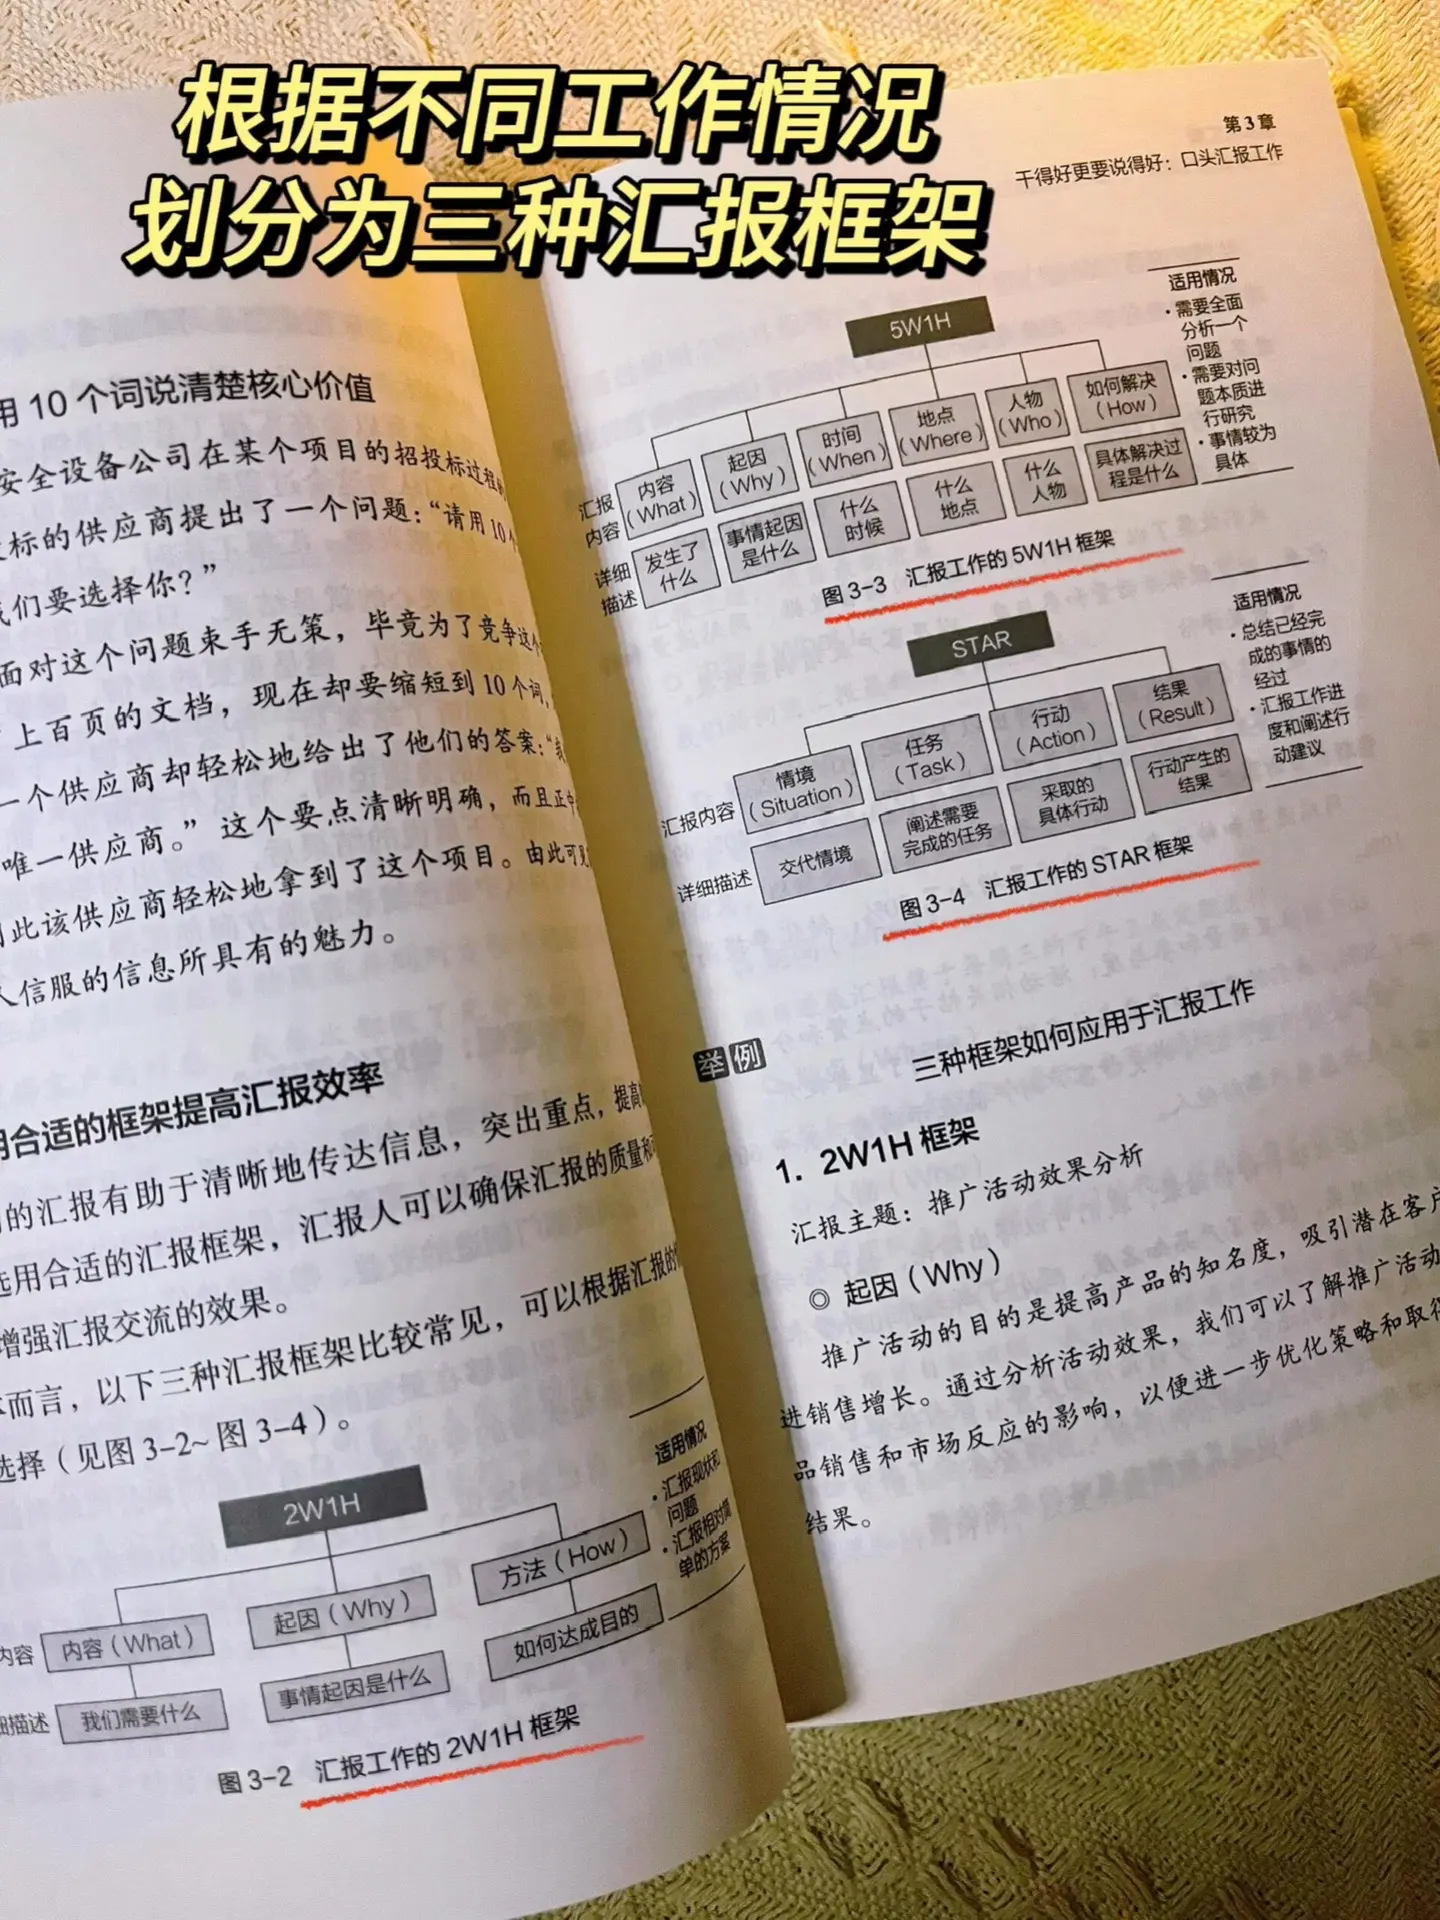 根据不同工作情况
划分为三种汇报框架
用 10 个词说清楚核心价值
安全设备公司在某个项目的招投标过程
标的供应商提出了一个问题：“请用 10个
我们要选择你？”
面对这个问题束手无策，毕竟为了竞争这个
上百页的文档，现在却要缩短到 10 个词，
一个供应商却轻松地给出了他们的答案：“我
唯一供应商。”这个要点清晰明确，而且正中
此该供应商轻松地拿到了这个项目。由此可见
人信服的信息所具有的魅力。
用合适的框架提高汇报效率
的汇报有助于清晰地传达信息，突出重点，提高
选用合适的汇报框架，汇报人可以确保汇报的质量和
增强汇报交流的效果。
而言，以下三种汇报框架比较常见，可以根据汇报的
选择（见图 3-2~ 图 3-4）。
2W1H
适用情况
• 汇报现状和
问题
• 汇报相对简
单的方案
内容 内容（What） 起因（Why） 方法（How）
细描述 我们需要什么 事情起因是什么 如何达成目的
图 3-2 汇报工作的 2W1H 框架
第 3 章
干得好更要说得好：口头汇报工作
5W1H
适用情况
• 需要全面
分析一个
问题
• 需要对问
题本质进
行研究
• 事情较为
具体
汇报内容 内容（What） 起因（Why） 时间（When） 地点（Where） 人物（Who） 如何解决（How）
详细描述 发生了什么 事情起因是什么 什么时候 什么地点 什么人物 具体解决过程是什么
图 3-3 汇报工作的 5W1H 框架
STAR
适用情况
• 总结已经完
成的事情的
经过
• 汇报工作进
度和阐述行
动建议
汇报内容 情境（Situation） 任务（Task） 行动（Action） 结果（Result）
详细描述 交代情境 阐述需要完成的任务 采取的具体行动 行动产生的结果
图 3-4 汇报工作的 STAR 框架
举例
三种框架如何应用于汇报工作
1. 2W1H 框架
汇报主题：推广活动效果分析
◎ 起因（Why）
推广活动的目的是提高产品的知名度，吸引潜在客户
进销售增长。通过分析活动效果，我们可以了解推广活动
品销售和市场反应的影响，以便进一步优化策略和取得
结果。